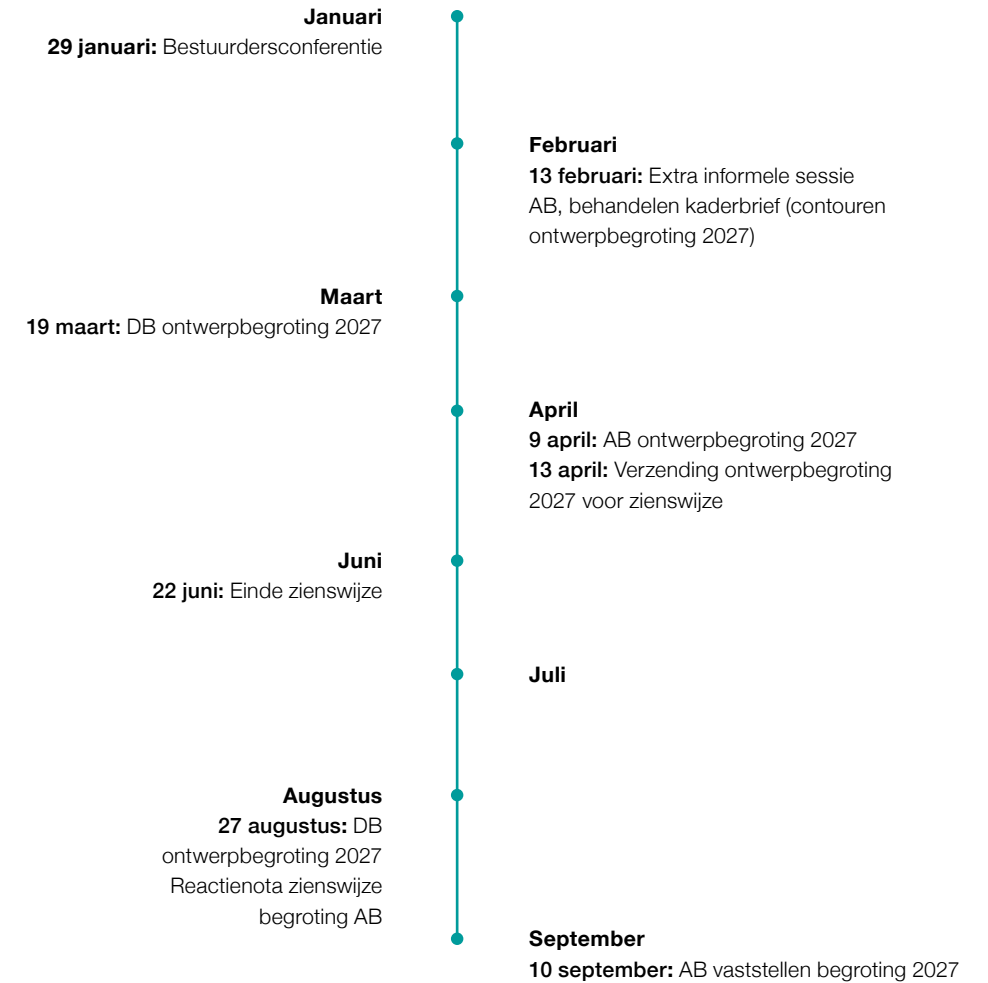 Januari
29 januari: Bestuurdersconferentie
Februari
13 februari: Extra informele sessie
AB, behandelen kaderbrief (contouren
ontwerpbegroting 2027)
Maart
19 maart: DB ontwerpbegroting 2027
April
9 april: AB ontwerpbegroting 2027
13 april: Verzending ontwerpbegroting
2027 voor zienswijze
Juni
22 juni: Einde zienswijze
Juli
Augustus
27 augustus: DB
ontwerpbegroting 2027
Reactienota zienswijze
begroting AB
September
10 september: AB vaststellen begroting 2027